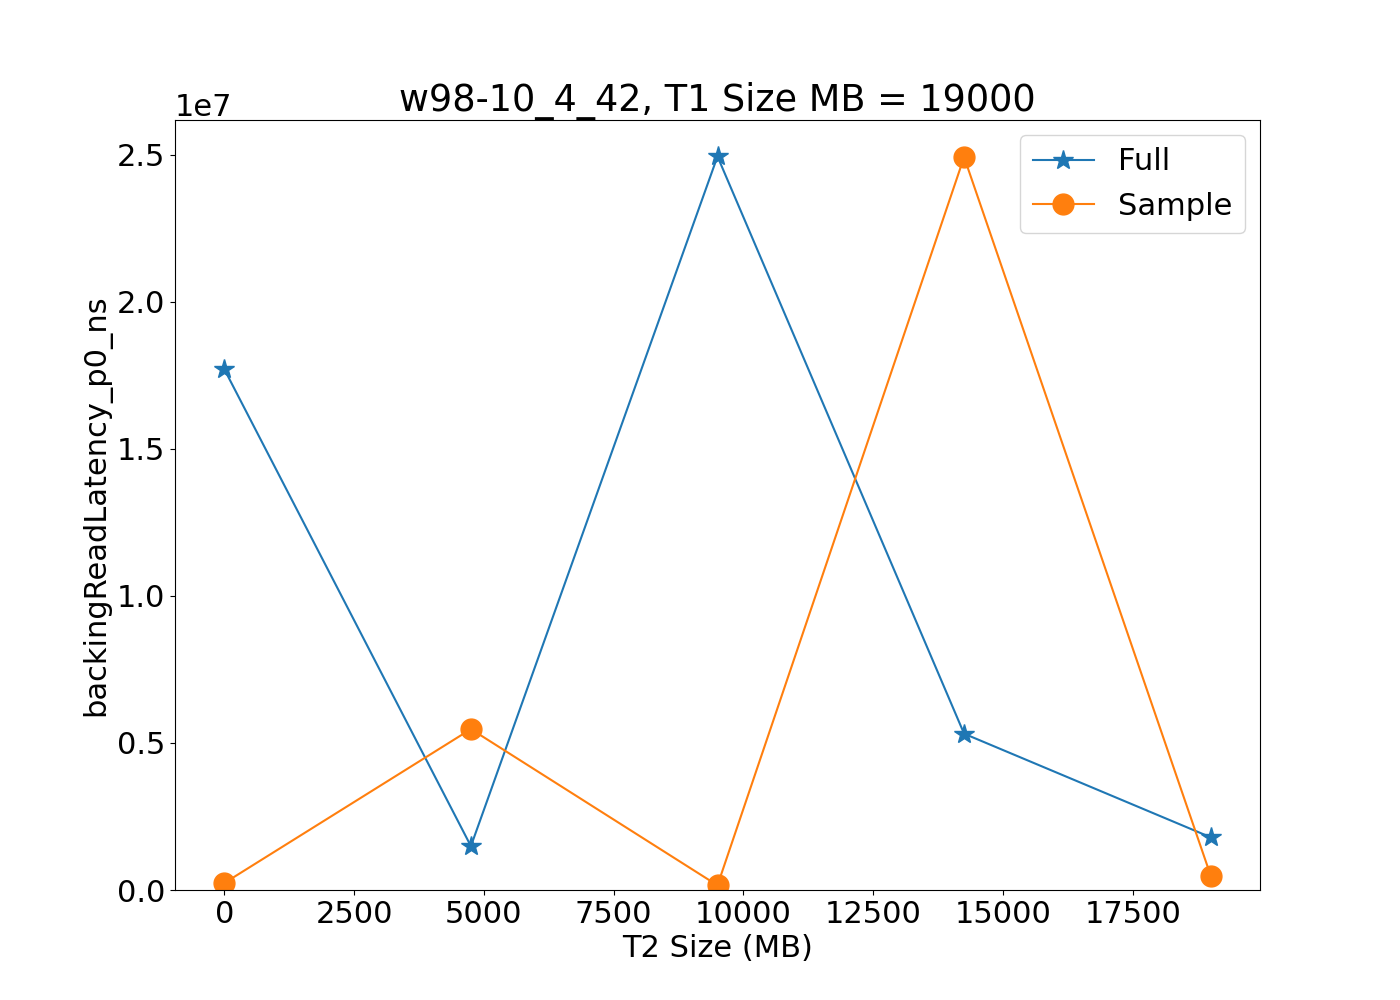 w98-10_4_42, T1 Size MB = 19000
1e7
Full
Sample
2.5
2.0
1.5
1.0
0.5
0.0
backingReadLatency_p0_ns
0 2500 5000 7500 10000 12500 15000 17500
T2 Size (MB)